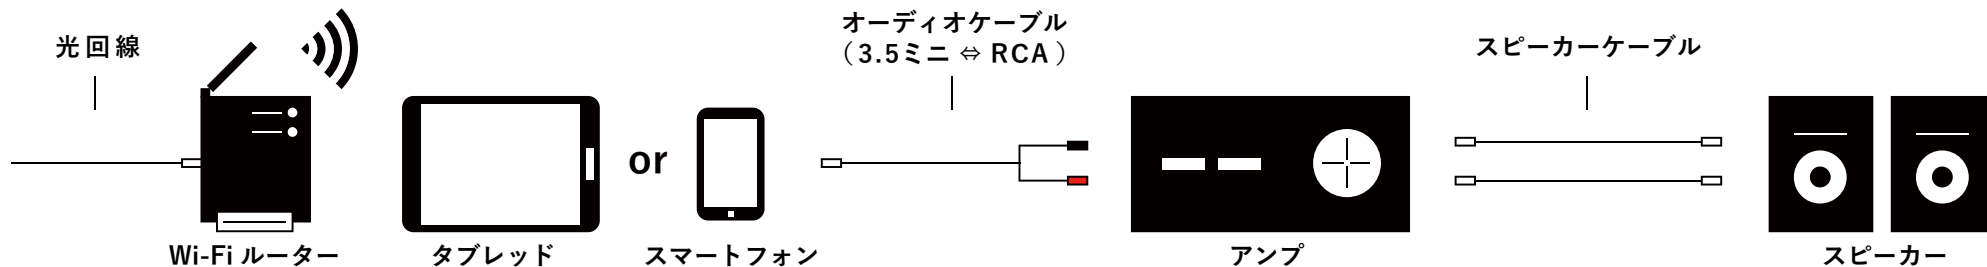 光回線
オーディオケーブル
（3.5ミニ ⇔ RCA）
スピーカーケーブル
or
Wi-Fi ルーター
タブレッド
スマートフォン
アンプ
スピーカー